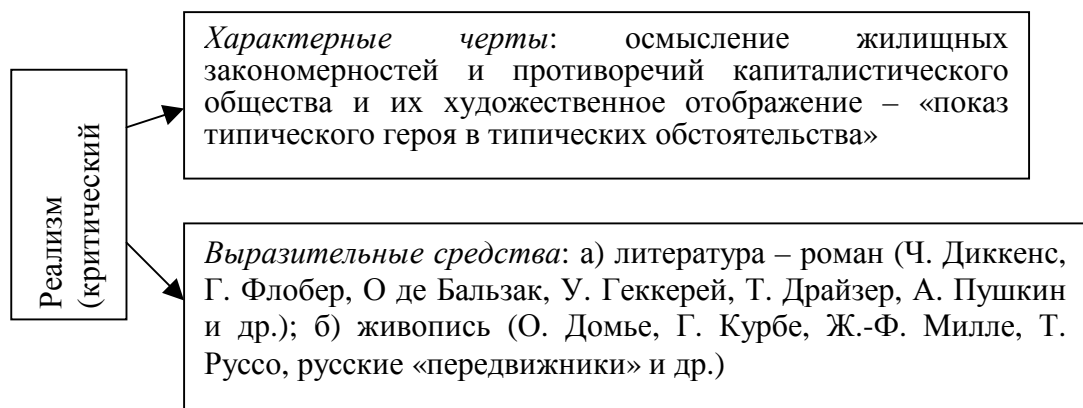 Реализм
(критический
Характерные черты: осмысление жилищных
закономерностей и противоречий капиталистического
общества и их художественное отображение – «показ
типического героя в типических обстоятельства»
Выразительные средства: а) литература – роман (Ч. Диккенс,
Г. Флобер, О де Бальзак, У. Геккерей, Т. Драйзер, А. Пушкин
и др.); б) живопись (О. Домье, Г. Курбе, Ж.-Ф. Милле, Т.
Руссо, русские «передвижники» и др.)